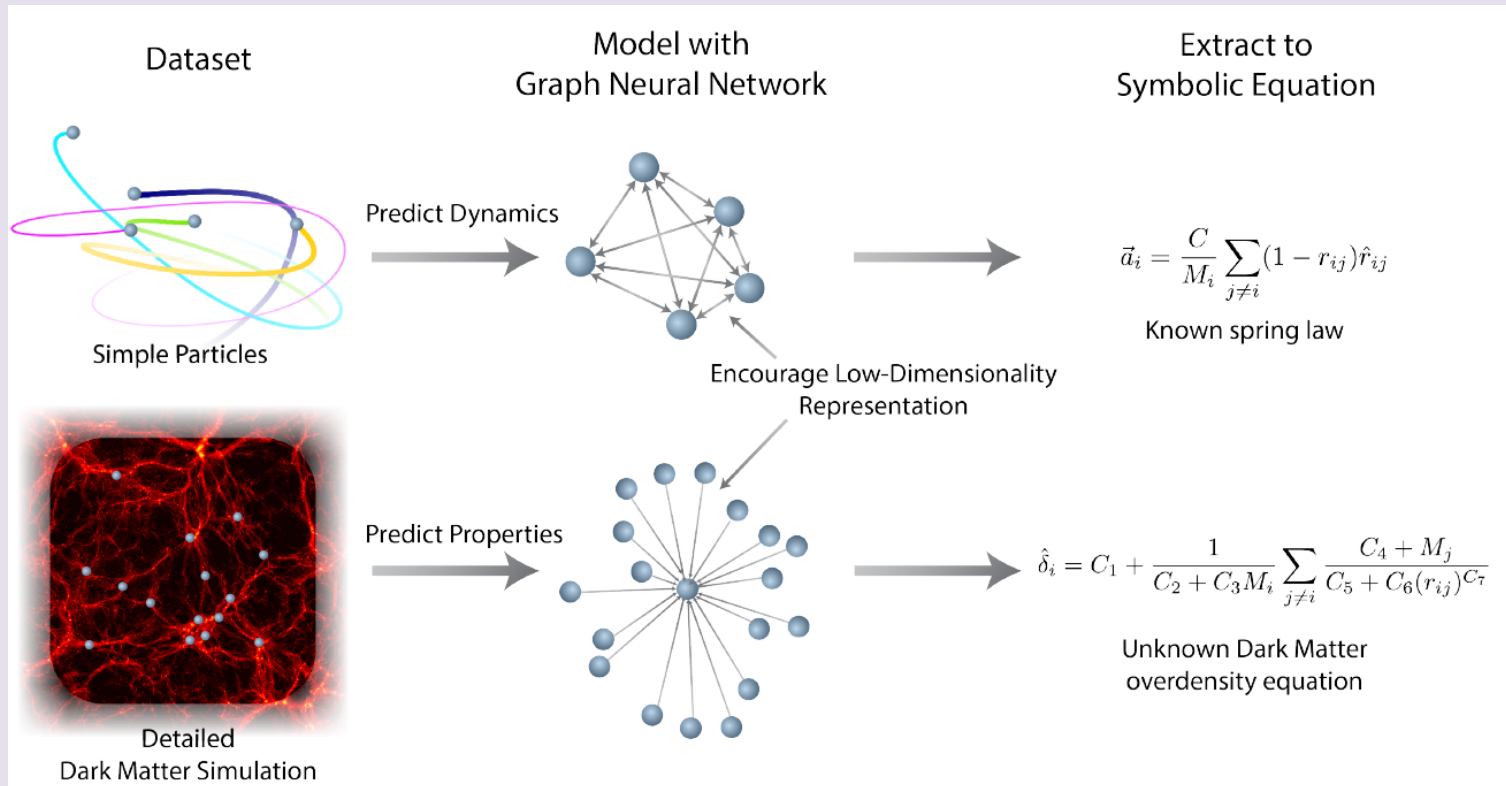 Dataset
Model with
Graph Neural Network
Extract to
Symbolic Equation
Predict Dynamics
Simple Particles
$\vec{a}_i = \frac{C}{M_i} \sum_{j \neq i} (1 - r_{ij}) \hat{r}_{ij}$
Known spring law
Encourage Low-Dimensionality
Representation
Predict Properties
Detailed
Dark Matter Simulation
$\hat{\delta}_i = C_1 + \frac{1}{C_2 + C_3 M_i} \sum_{j \neq i} \frac{C_4 + M_j}{C_5 + C_6 (r_{ij})^{C_7}}$
Unknown Dark Matter
overdensity equation